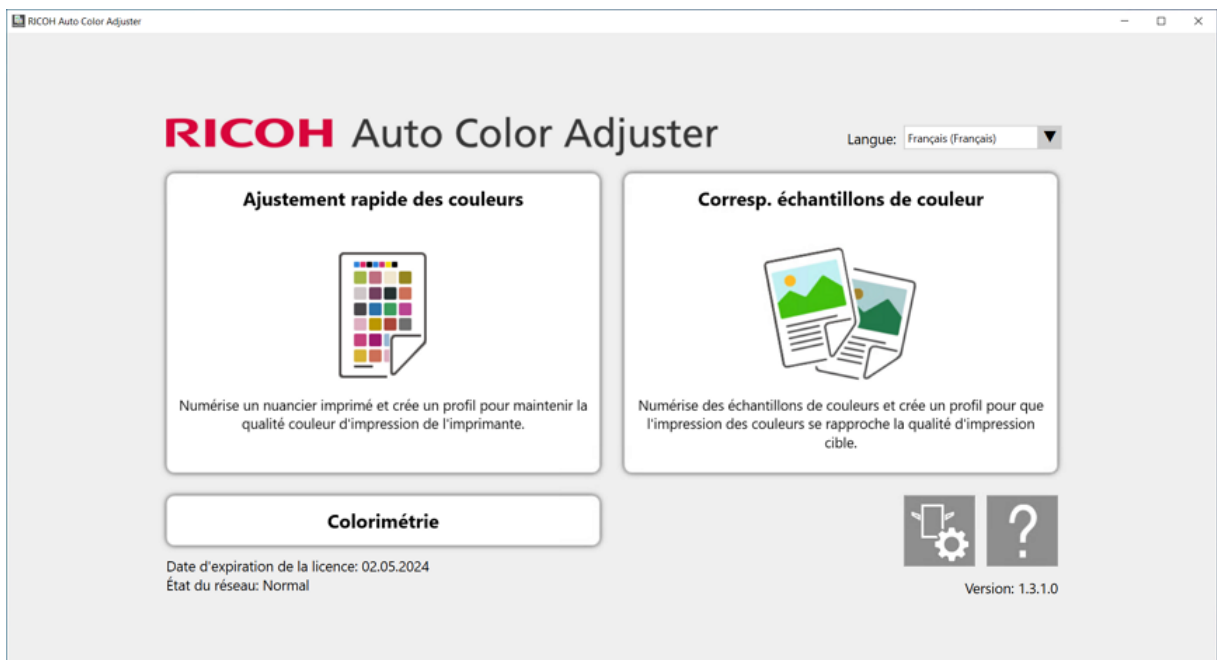 RICOH Auto Color Adjuster
RICOH Auto Color Adjuster
Langue: Français (Français)
Ajustement rapide des couleurs
Numérise un nuancier imprimé et crée un profil pour maintenir la
qualité couleur d'impression de l'imprimante.
Corresp. échantillons de couleur
Numérise des échantillons de couleurs et crée un profil pour que
l'impression des couleurs se rapproche la qualité d'impression
cible.
Colorimétrie
?
Date d'expiration de la licence: 02.05.2024
État du réseau: Normal
Version: 1.3.1.0